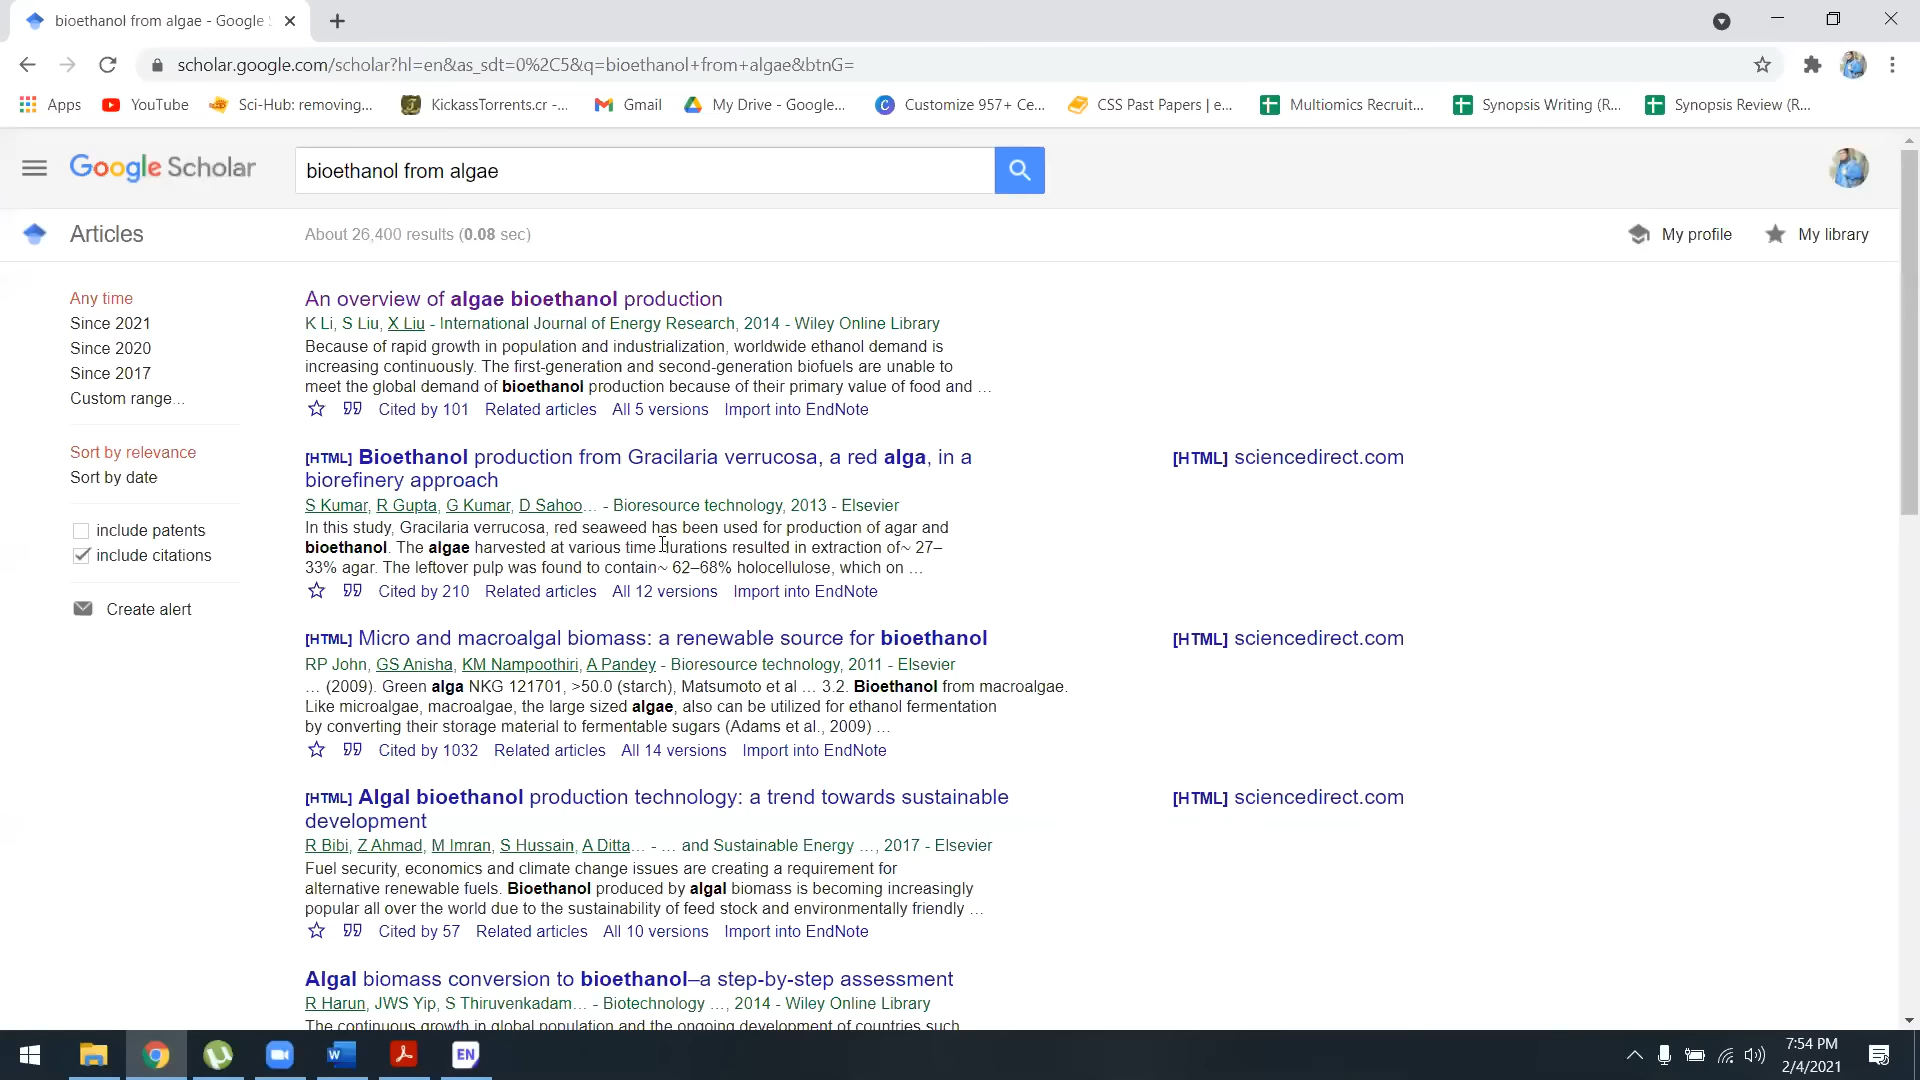 bioethanol from algae - Google S
scholar.google.com/scholar?hl=en&as_sdt=0%2C5&q=bioethanol+from+algae&btnG=
Apps YouTube Sci-Hub: removing... KickassTorrents.cr -... Gmail My Drive - Google... Customize 957+ Ce... CSS Past Papers | e... Multiomics Recruit... Synopsis Writing (R... Synopsis Review (R...
Google Scholar
bioethanol from algae
Articles
About 26,400 results (0.08 sec)
My profile My library
Any time
Since 2021
Since 2020
Since 2017
Custom range...
Sort by relevance
Sort by date
include patents
include citations
Create alert
An overview of algae bioethanol production
K Li, S Liu, X Liu - International Journal of Energy Research, 2014 - Wiley Online Library
Because of rapid growth in population and industrialization, worldwide ethanol demand is
increasing continuously. The first-generation and second-generation biofuels are unable to
meet the global demand of bioethanol production because of their primary value of food and …
Cited by 101 Related articles All 5 versions Import into EndNote
[HTML] Bioethanol production from Gracilaria verrucosa, a red alga, in a
biorefinery approach
[HTML] sciencedirect.com
S Kumar, R Gupta, G Kumar, D Sahoo… - Bioresource technology, 2013 - Elsevier
In this study, Gracilaria verrucosa, red seaweed has been used for production of agar and
bioethanol. The algae harvested at various time durations resulted in extraction of~ 27–
33% agar. The leftover pulp was found to contain~ 62–68% holocellulose, which on …
Cited by 210 Related articles All 12 versions Import into EndNote
[HTML] Micro and macroalgal biomass: a renewable source for bioethanol
[HTML] sciencedirect.com
RP John, GS Anisha, KM Nampoothiri, A Pandey - Bioresource technology, 2011 - Elsevier
… (2009). Green alga NKG 121701, >50.0 (starch), Matsumoto et al … 3.2. Bioethanol from macroalgae.
Like microalgae, macroalgae, the large sized algae, also can be utilized for ethanol fermentation
by converting their storage material to fermentable sugars (Adams et al., 2009) …
Cited by 1032 Related articles All 14 versions Import into EndNote
[HTML] Algal bioethanol production technology: a trend towards sustainable
development
[HTML] sciencedirect.com
R Bibi, Z Ahmad, M Imran, S Hussain, A Ditta… - … and Sustainable Energy …, 2017 - Elsevier
Fuel security, economics and climate change issues are creating a requirement for
alternative renewable fuels. Bioethanol produced by algal biomass is becoming increasingly
popular all over the world due to the sustainability of feed stock and environmentally friendly …
Cited by 57 Related articles All 10 versions Import into EndNote
Algal biomass conversion to bioethanol–a step-by-step assessment
R Harun, JWS Yip, S Thiruvenkadam… - Biotechnology …, 2014 - Wiley Online Library
The continuous growth in global population and the ongoing development of countries such
EN
7:54 PM
2/4/2021